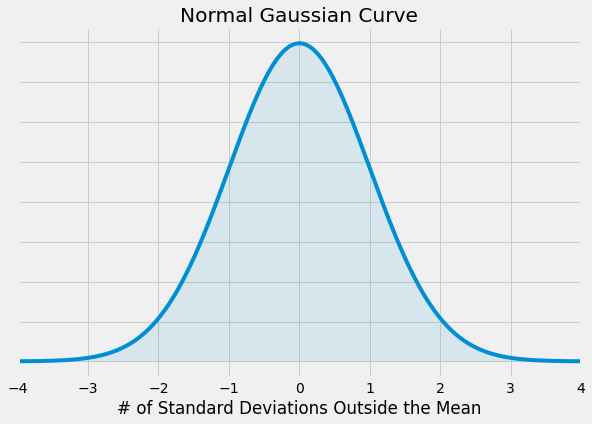 Normal Gaussian Curve
−4 −3 −2 −1 0 1 2 3 4
# of Standard Deviations Outside the Mean